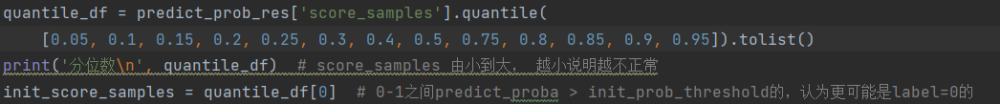 quantile_df = predict_prob_res['score_samples'].quantile(
[0.05, 0.1, 0.15, 0.2, 0.25, 0.3, 0.4, 0.5, 0.75, 0.8, 0.85, 0.9, 0.95]).tolist()
print('分位数\n', quantile_df)  # score_samples 由小到大， 越小说明越不正常
init_score_samples = quantile_df[0]  # 0-1之间predict_proba > init_prob_threshold的，认为更可能是label=0的